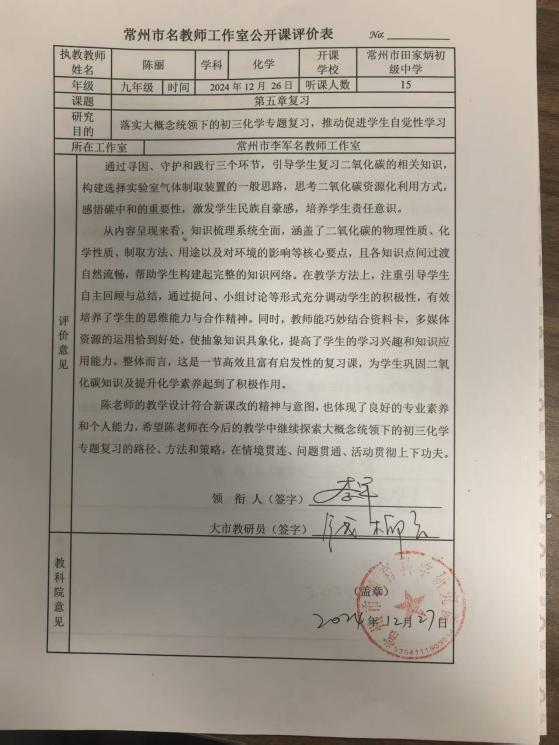 常州市名教师工作室公开课评价表 No.
执教教师姓名 陈丽 学科 化学 开课学校 常州市田家炳初级中学
年级 九年级 时间 2024 年 12 月 26 日 听课人数 15
课题 第五章复习
研究目的 落实大概念统领下的初三化学专题复习，推动促进学生自觉性学习
所在工作室 常州市李军名教师工作室
评价意见
通过寻因、守护和践行三个环节，引导学生复习二氧化碳的相关知识，
构建选择实验室气体制取装置的一般思路，思考二氧化碳资源化利用方式，
感悟碳中和的重要性，激发学生民族自豪感，培养学生责任意识。
从内容呈现来看，知识梳理系统全面，涵盖了二氧化碳的物理性质、化
学性质、制取方法、用途以及对环境的影响等核心要点，且各知识点间过渡
自然流畅，帮助学生构建起完整的知识网络。在教学方法上，注重引导学生
自主回顾与总结，通过提问、小组讨论等形式充分调动学生的积极性，有效
培养了学生的思维能力与合作精神。同时，教师能巧妙结合资料卡，多媒体
资源的运用恰到好处，使抽象知识具象化，提高了学生的学习兴趣和知识应
用能力。整体而言，这是一节高效且富有启发性的复习课，为学生巩固二氧
化碳知识及提升化学素养起到了积极作用。
陈老师的教学设计符合新课改的精神与意图，也体现了良好的专业素养
和个人能力，希望陈老师在今后的教学中继续探索大概念统领下的初三化学
专题复习的路径、方法和策略，在情境贯连、问题贯通、活动贯彻上下功夫。
领 衔 人（签字） 李军
大市教研员（签字）
教科院意见
（盖章）
2024 年 12 月 27 日